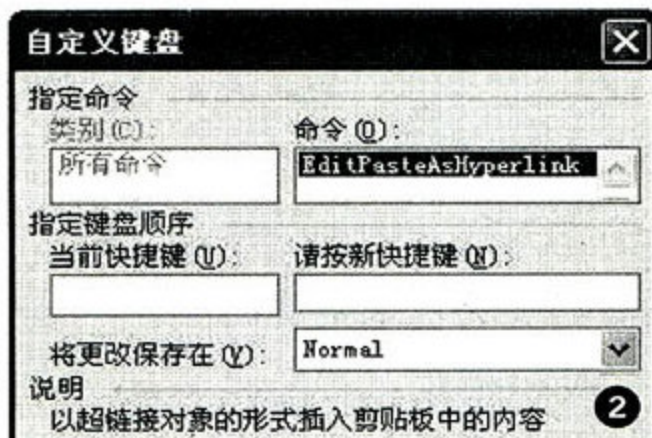 自定义键盘
指定命令
类别(C): 命令(O):
所有命令 EditPasteAsHyperlink
指定键盘顺序
当前快捷键(U): 请按新快捷键(N):
将更改保存在(V): Normal
说明
以超链接对象的形式插入剪贴板中的内容
2